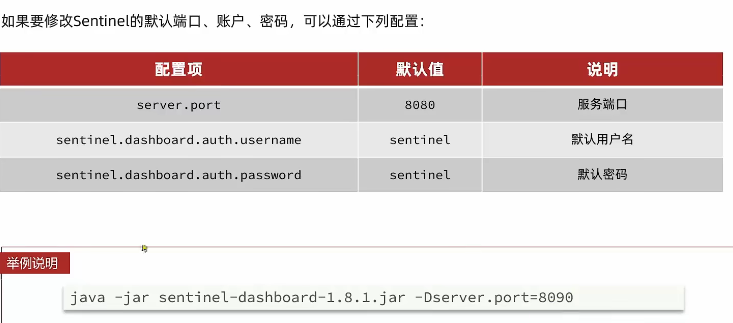 如果要修改Sentinel的默认端口、账户、密码，可以通过下列配置：
配置项 默认值 说明
server.port 8080 服务端口
sentinel.dashboard.auth.username sentinel 默认用户名
sentinel.dashboard.auth.password sentinel 默认密码
举例说明
java -jar sentinel-dashboard-1.8.1.jar -Dserver.port=8090